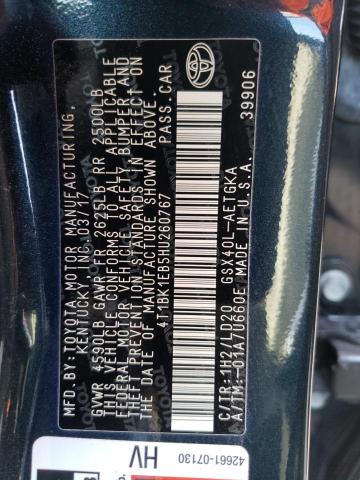 MFD. BY:TOYOTA MOTOR MANUFACTURING,
KENTUCKY, INC. 03/17
GVWR 4590LB GAWR FR 2625LB RR 2500LB
THIS VEHICLE CONFORMS TO ALL APPLICABLE
FEDERAL MOTOR VEHICLE SAFETY, BUMPER, AND
THEFT PREVENTION STANDARDS IN EFFECT ON
THE DATE OF MANUFACTURE SHOWN ABOVE.
4T1BK1EB5HU260767 PASS.CAR
C/TR: 1H2/LD20 GSX40L-AETGKA
A/TM: -01A/U660E MADE IN U.S.A.
39906
TOYOTA
42661-07130
HV